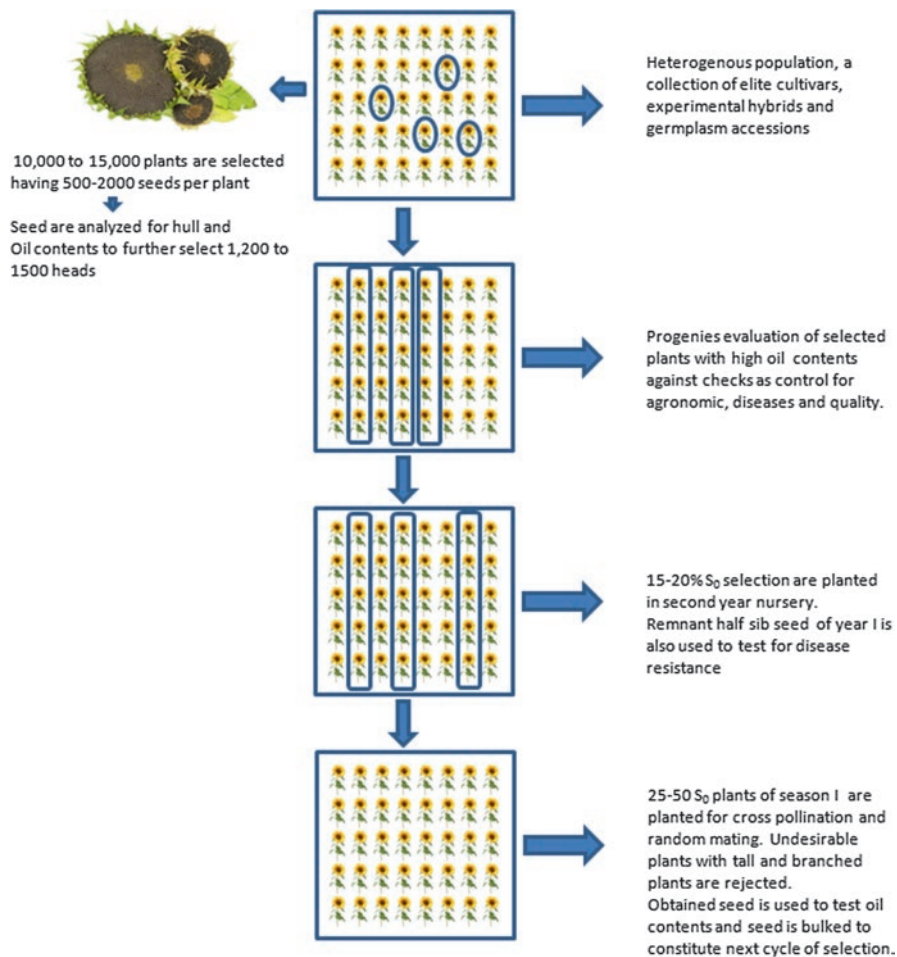 Heterogenous population, a
collection of elite cultivars,
experimental hybrids and
germplasm accessions
10,000 to 15,000 plants are selected
having 500-2000 seeds per plant
Seed are analyzed for hull and
Oil contents to further select 1,200 to
1500 heads
Progenies evaluation of selected
plants with high oil contents
against checks as control for
agronomic, diseases and quality.
15-20% S₀ selection are planted
in second year nursery.
Remnant half sib seed of year I is
also used to test for disease
resistance
25-50 S₀ plants of season I are
planted for cross pollination and
random mating. Undesirable
plants with tall and branched
plants are rejected.
Obtained seed is used to test oil
contents and seed is bulked to
constitute next cycle of selection.